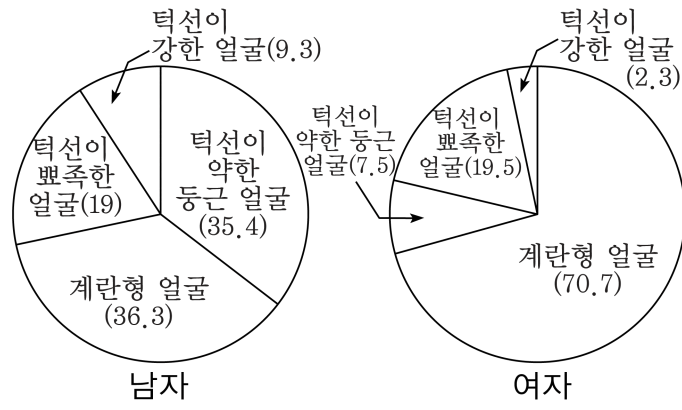 턱선이
강한 얼굴(9.3)
턱선이
약한
둥근 얼굴
(35.4)
턱선이
뾰족한
얼굴(19)
계란형 얼굴
(36.3)
남자
턱선이
강한 얼굴
(2.3)
턱선이
약한 둥근
얼굴(7.5)
턱선이
뾰족한
얼굴(19.5)
계란형 얼굴
(70.7)
여자